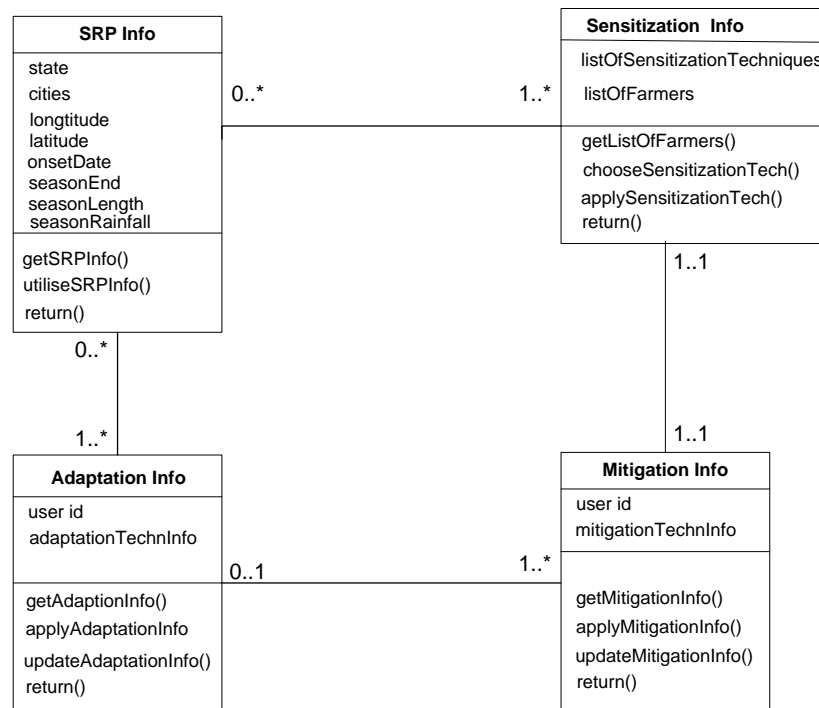 SRP Info
state
cities
longtitude
latitude
onsetDate
seasonEnd
seasonLength
seasonRainfall
getSRPInfo()
utiliseSRPInfo()
return()
0..*
1..*
Sensitization Info
listOfSensitizationTechniques
listOfFarmers
getListOfFarmers()
chooseSensitizationTech()
applySensitizationTech()
return()
0..*
1..*
1..1
1..1
Adaptation Info
user id
adaptationTechnInfo
getAdaptionInfo()
applyAdaptationInfo
updateAdaptationInfo()
return()
0..1
1..*
Mitigation Info
user id
mitigationTechnInfo
getMitigationInfo()
applyMitigationInfo()
updateMitigationInfo()
return()